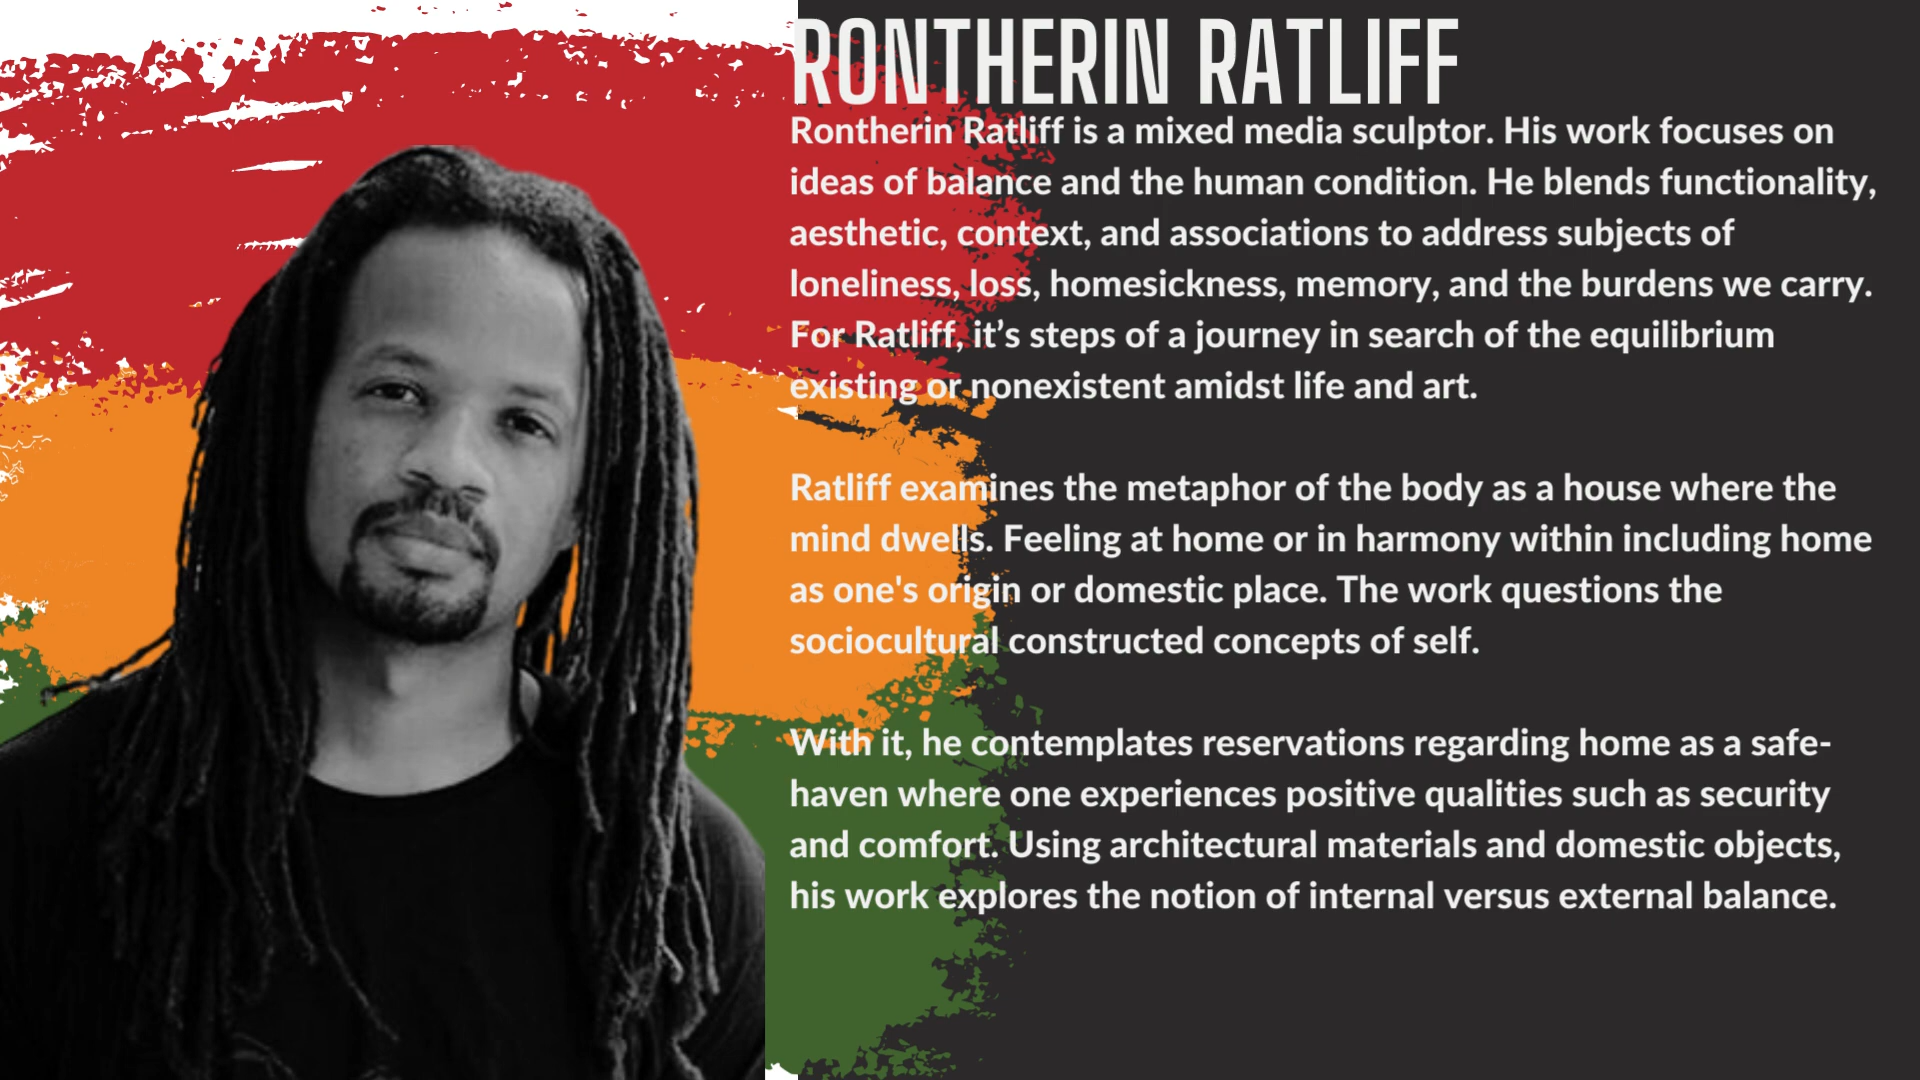 RONTHERIN RATLIFF
Rontherin Ratliff is a mixed media sculptor. His work focuses on
ideas of balance and the human condition. He blends functionality,
aesthetic, context, and associations to address subjects of
loneliness, loss, homesickness, memory, and the burdens we carry.
For Ratliff, it’s steps of a journey in search of the equilibrium
existing or nonexistent amidst life and art.
Ratliff examines the metaphor of the body as a house where the
mind dwells. Feeling at home or in harmony within including home
as one's origin or domestic place. The work questions the
sociocultural constructed concepts of self.
With it, he contemplates reservations regarding home as a safe-
haven where one experiences positive qualities such as security
and comfort. Using architectural materials and domestic objects,
his work explores the notion of internal versus external balance.